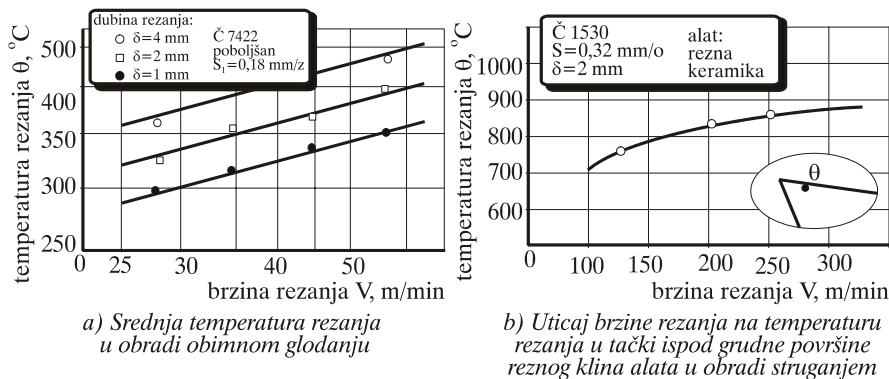 dubina rezanja:
δ=4 mm
δ=2 mm
δ=1 mm
Č 7422
poboljšan
S₁=0,18 mm/z
temperatura rezanja θ, °C
500
400
350
300
250
0 25 30 40 50
brzina rezanja V, m/min
a) Srednja temperatura rezanja
u obradi obimnom glodanju
Č 1530
S=0,32 mm/o
δ=2 mm
alat:
rezna
keramika
temperatura rezanja θ, °C
1000
900
800
700
600
θ
0 100 150 200 250 300
brzina rezanja V, m/min
b) Uticaj brzine rezanja na temperaturu
rezanja u tački ispod grudne površine
reznog klina alata u obradi struganjem